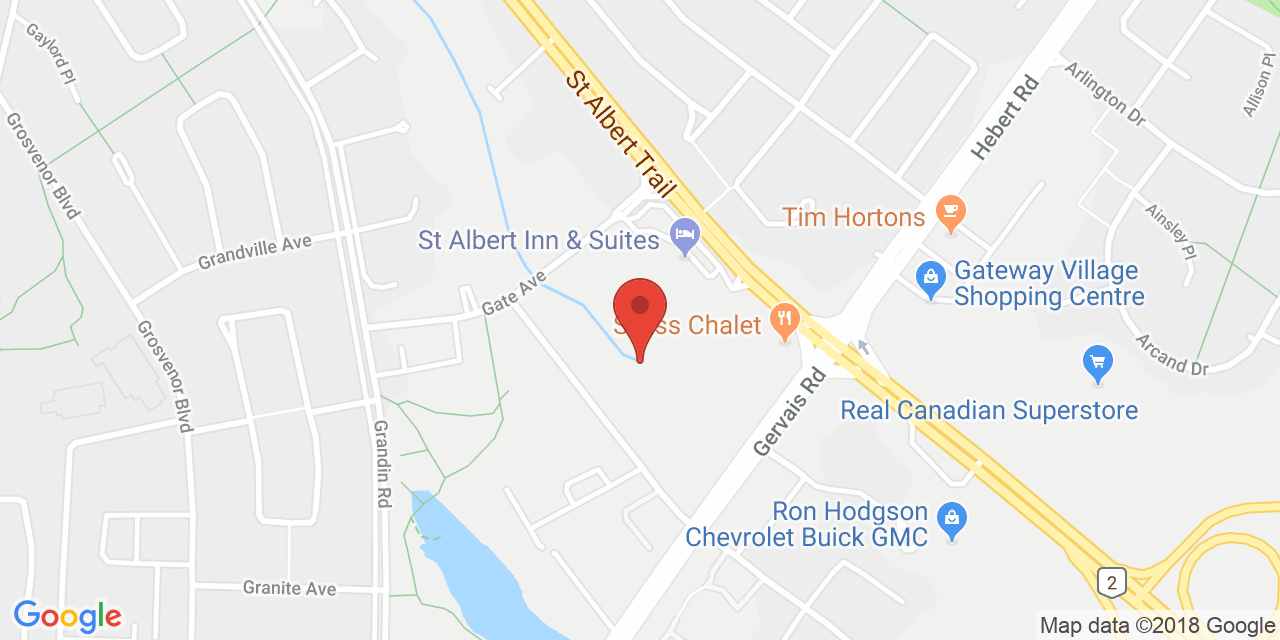 Gaylord Pl
Grosvenor Blvd
St Albert Trail
Hebert Rd
Arlington Dr
Allison Pl
Ainsley Pl
Tim Hortons
Grandville Ave
St Albert Inn & Suites
Gateway Village
Shopping Centre
Gate Ave
Chalet
Grosvenor Blvd
Arcand Dr
Gervais Rd
Real Canadian Superstore
Grandin Rd
Ron Hodgson
Chevrolet Buick GMC
Granite Ave
2
Google
Map data ©2018 Google